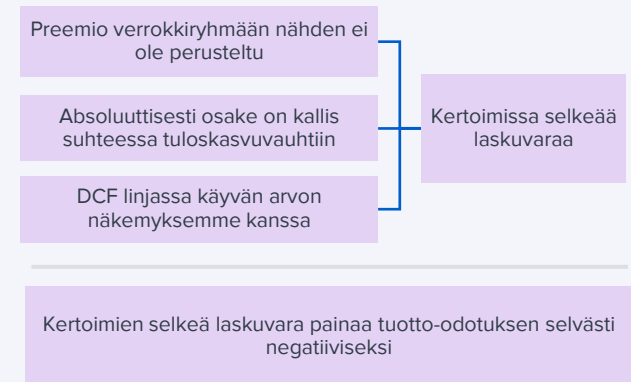 Preemio verrokkiryhmään nähden ei
ole perusteltu
Absoluuttisesti osake on kallis
suhteessa tuloskasvuvauhtiin
DCF linjassa käyvän arvon
näkemyksemme kanssa
Kertoimissa selkeää
laskuvaraa
Kertoimien selkeä laskuvara painaa tuotto-odotuksen selvästi
negatiiviseksi